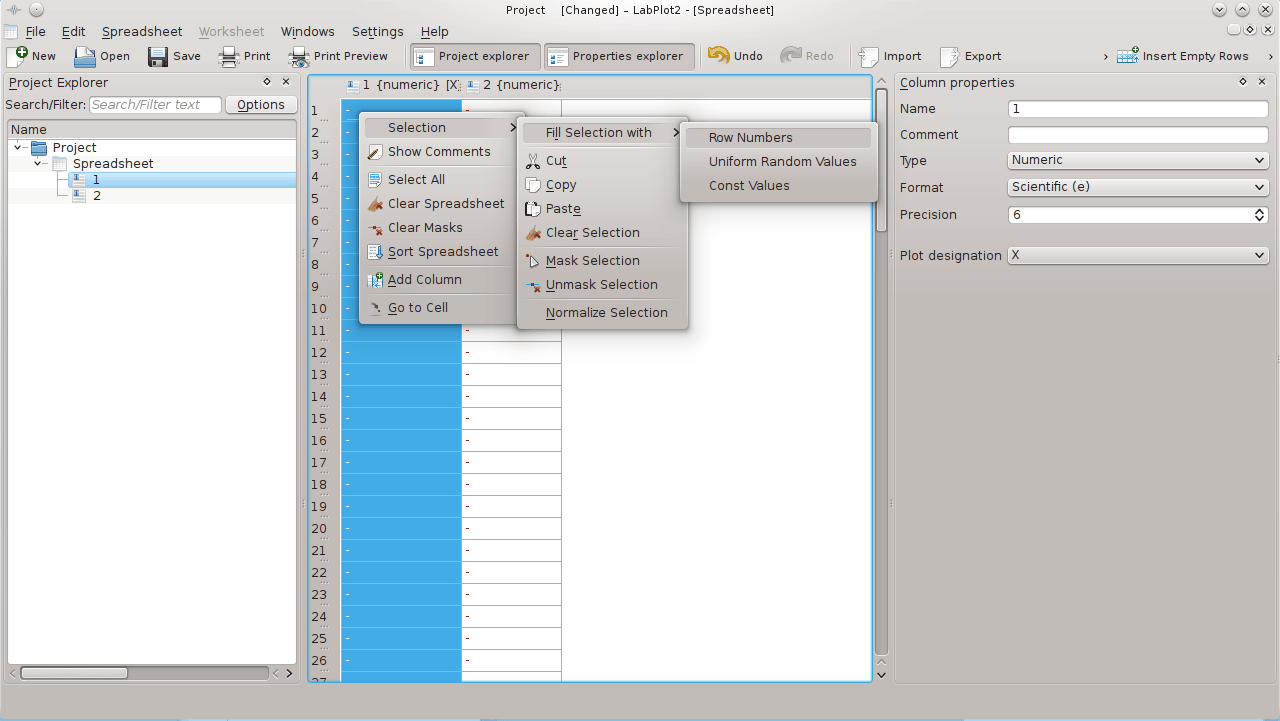 Project    [Changed] – LabPlot2 - [Spreadsheet]
File Edit Spreadsheet Worksheet Windows Settings Help
New Open Save Print Print Preview Project explorer Properties explorer Undo Redo Import Export Insert Empty Rows
Project Explorer
Search/Filter: Search/Filter text Options
Name
Project
Spreadsheet
1
2
1 {numeric} [X] 2 {numeric}
1 - -
2
3
4
5
6
7
8
9
10
11 - -
12 - -
13 - -
14 - -
15 - -
16 - -
17 - -
18 - -
19 - -
20 - -
21 - -
22 - -
23 - -
24 - -
25 - -
26 - -
27
Selection
Show Comments
Select All
Clear Spreadsheet
Clear Masks
Sort Spreadsheet
Add Column
Go to Cell
Fill Selection with
Cut
Copy
Paste
Clear Selection
Mask Selection
Unmask Selection
Normalize Selection
Row Numbers
Uniform Random Values
Const Values
Column properties
Name 1
Comment
Type Numeric
Format Scientific (e)
Precision 6
Plot designation X